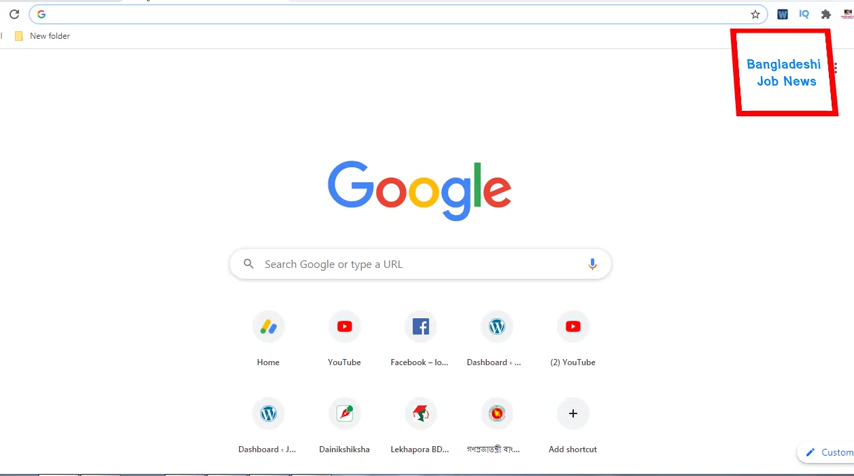 New folder
Bangladeshi
Job News
Google
Search Google or type a URL
Home
YouTube
Facebook – lo...
Dashboard ‹ ...
(2) YouTube
Dashboard ‹ J...
Dainikshiksha
Lekhapora BD...
গণপ্রজাতন্ত্রী বাং...
Add shortcut
Custom